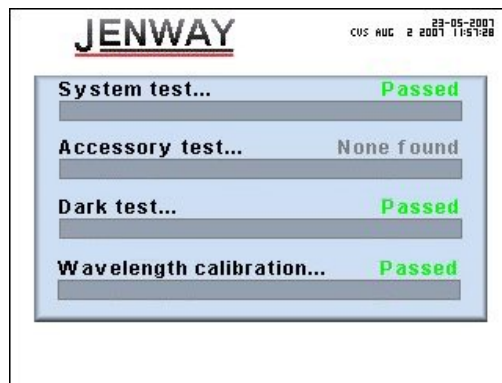 JENWAY
23-05-2007
CVS AUG 2 2007 11:57:28
System test... Passed
Accessory test... None found
Dark test... Passed
Wavelength calibration... Passed